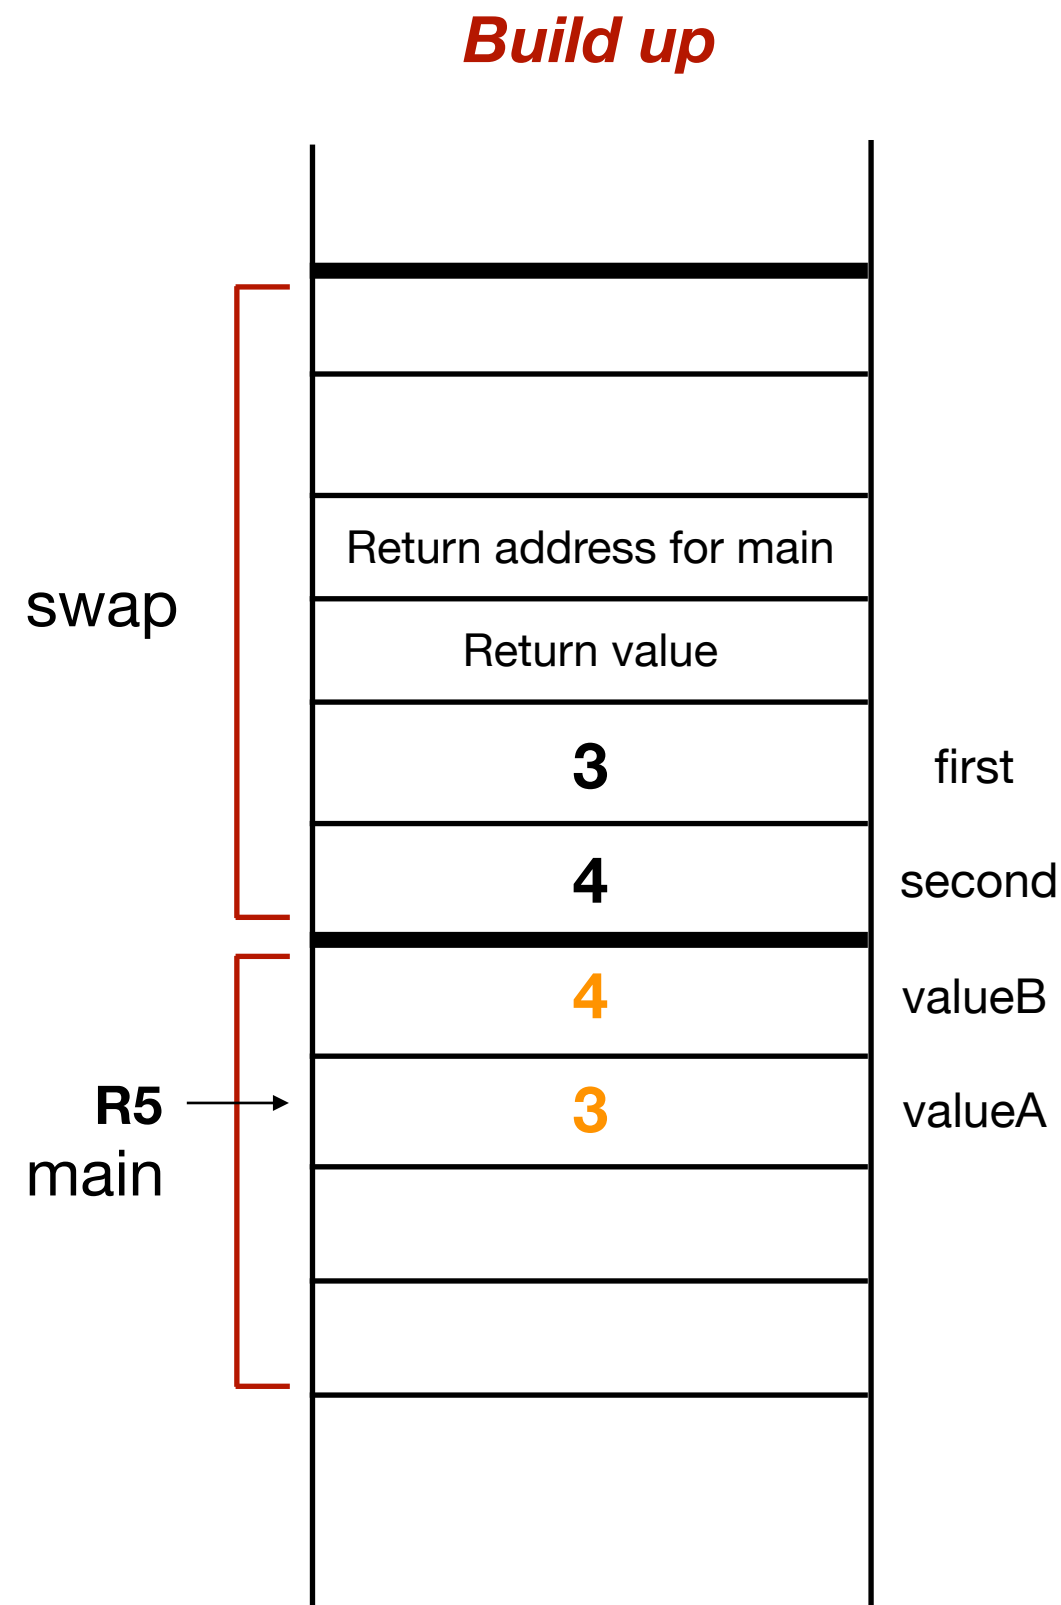 Build up
swap
Return address for main
Return value
3 first
4 second
4 valueB
R5 3 valueA
main